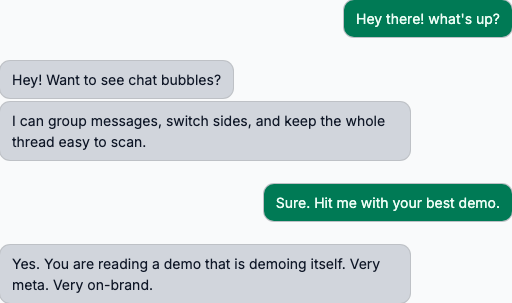 Hey there! what's up?
Hey! Want to see chat bubbles?
I can group messages, switch sides, and keep the whole
thread easy to scan.
Sure. Hit me with your best demo.
Yes. You are reading a demo that is demoing itself. Very
meta. Very on-brand.